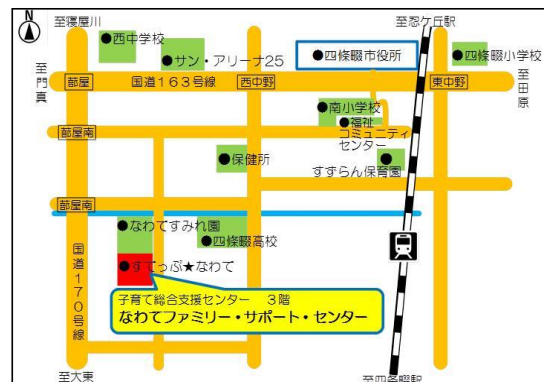 N
至寝屋川
至忍ケ丘駅
西中学校
サン・アリーナ25
四條畷市役所
四條畷小学校
至門真
部屋
国道163号線
西中野
東中野
至田原
南小学校
福祉
コミュニティ
センター
部屋南
保健所
すずらん保育園
部屋南
なわてすみれ園
四條畷高校
国道170号線
すてっぷ★なわて
子育て総合支援センター　3階
なわてファミリー・サポート・センター
至大東
至四条畷駅